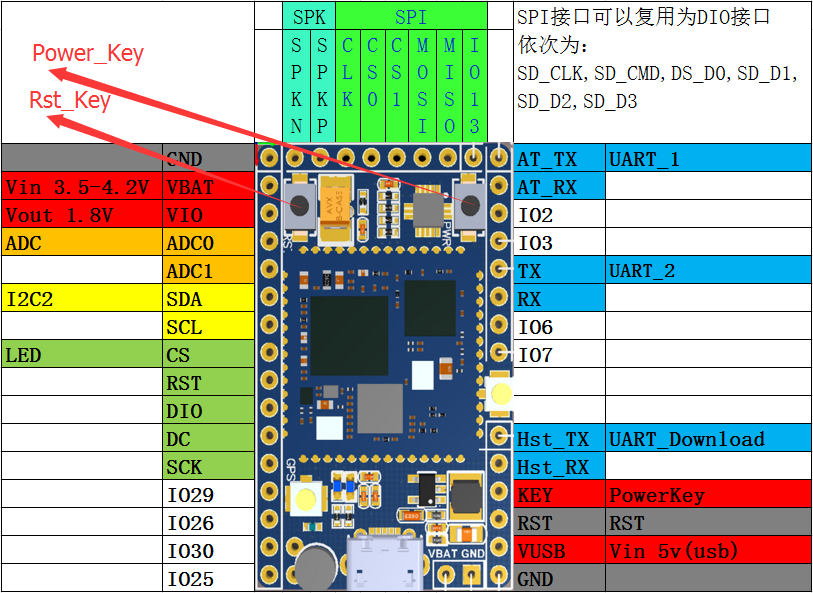 SPK
SPI
SPI接口可以复用为DIO接口
依次为:
SD_CLK,SD_CMD,DS_D0,SD_D1,
SD_D2,SD_D3
SPKN
SPKP
CLK
CS0
CS1
MOSI
MISO
IO13
Power_Key
Rst_Key
GND
AT_TX UART_1
Vin 3.5-4.2V VBAT
AT_RX
Vout 1.8V VIO
IO2
ADC ADC0
IO3
ADC1
TX UART_2
I2C2 SDA
RX
SCL
IO6
LED CS
IO7
RST
DIO
DC
Hst_TX UART_Download
SCK
Hst_RX
IO29
KEY PowerKey
IO26
RST RST
IO30
VUSB Vin 5v(usb)
IO25
GND
AVX
B-CASE
RST
PWR
GPS
VBAT GND